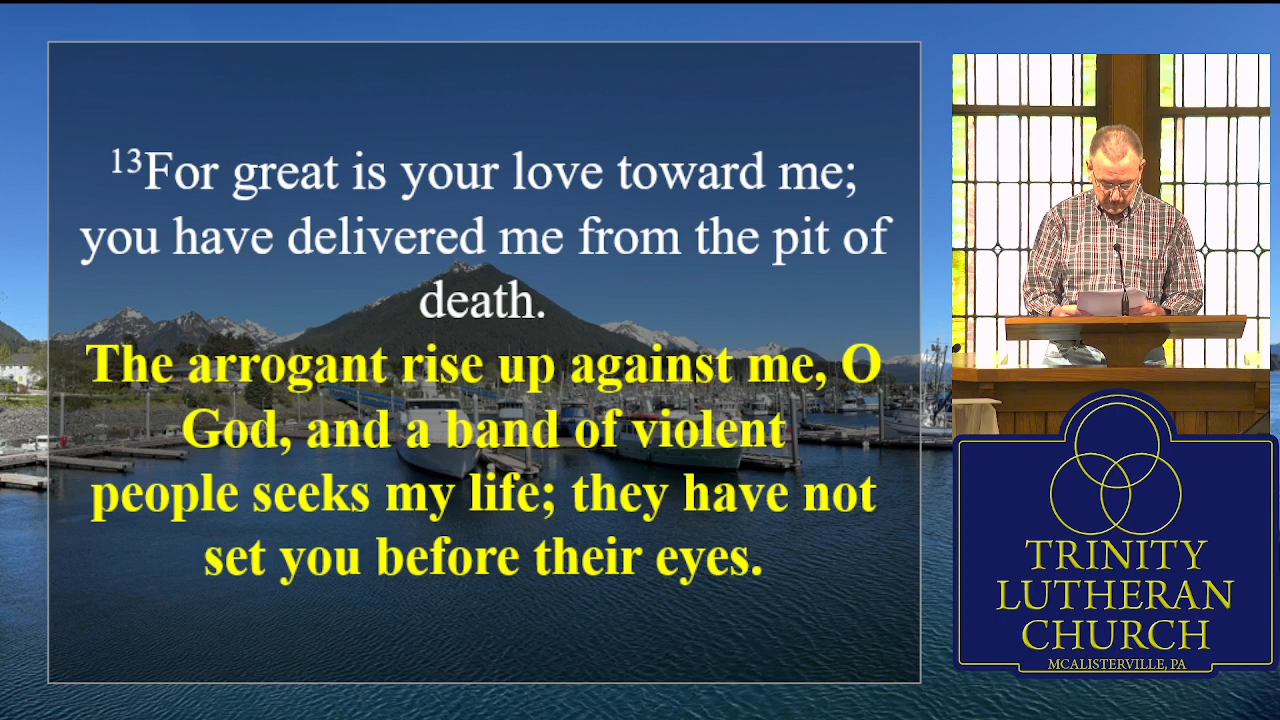 ¹³For great is your love toward me;
you have delivered me from the pit of
death.
The arrogant rise up against me, O
God, and a band of violent
people seeks my life; they have not
set you before their eyes.
TRINITY
LUTHERAN
CHURCH
MCALISTERVILLE, PA